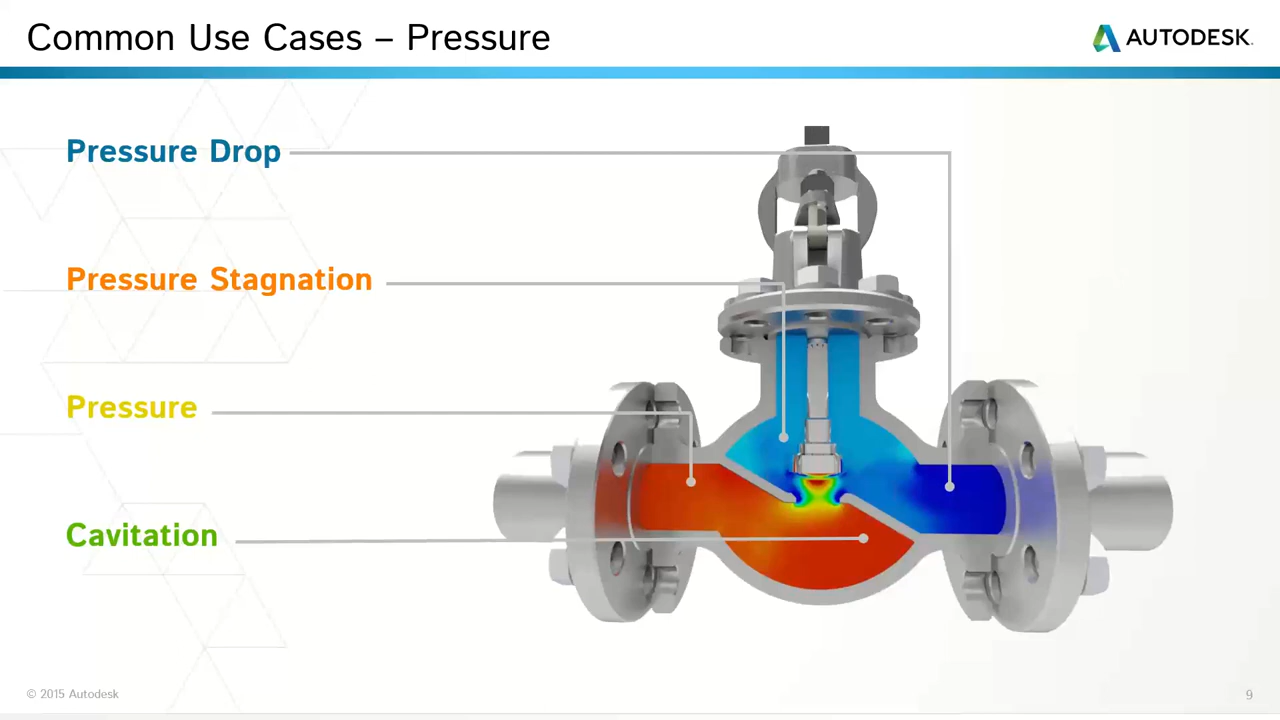 Common Use Cases – Pressure
AUTODESK.
Pressure Drop
Pressure Stagnation
Pressure
Cavitation
© 2015 Autodesk
9